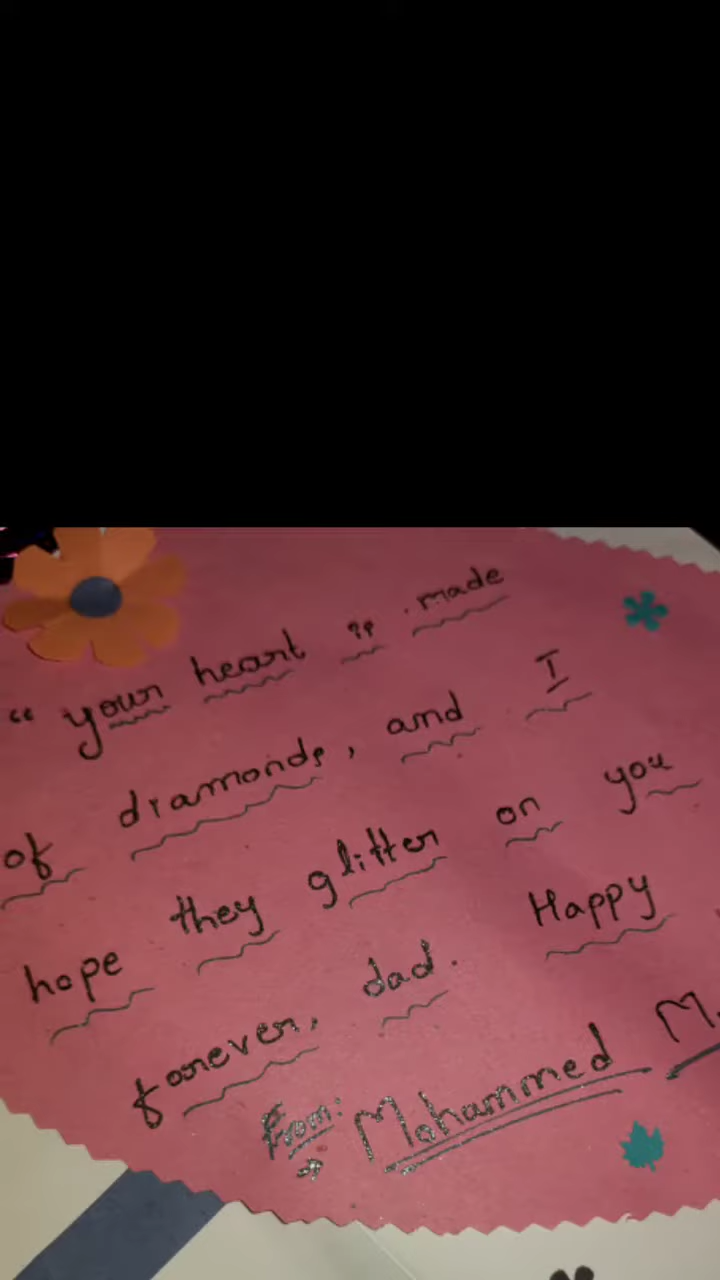 “ your heart is made
of diamonds, and I
hope they glitter on you
forever, dad. Happy
From: Mohammed M.